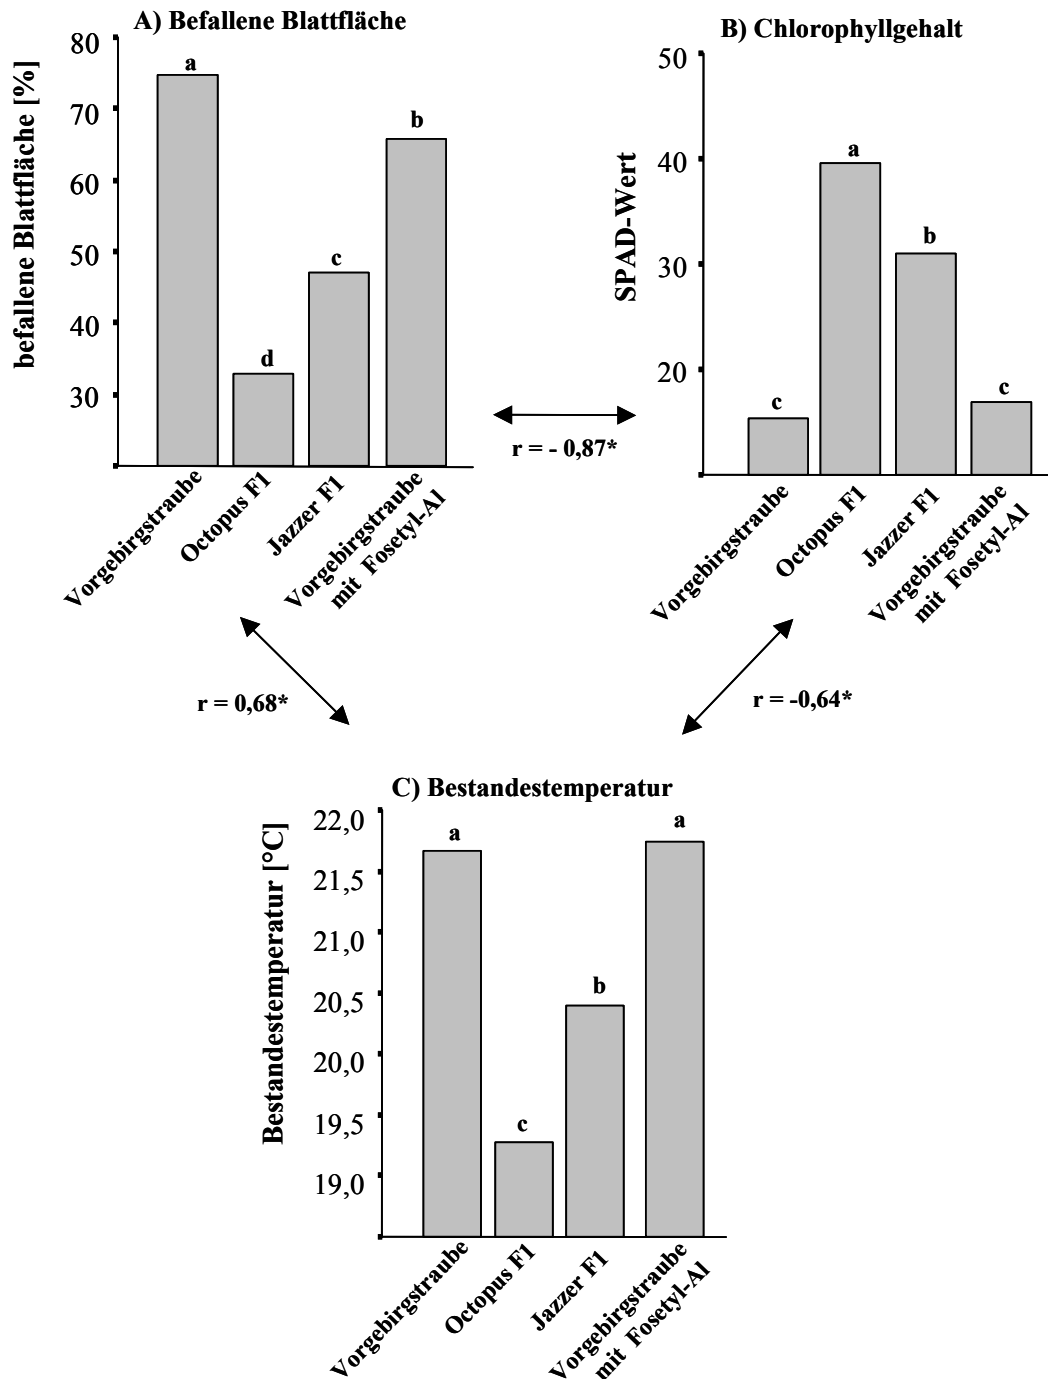 A) Befallene Blattfläche
befallene Blattfläche [%]
80
70
60
50
40
30
a
d
c
b
Vorgebirgstraube
Octopus F1
Jazzer F1
Vorgebirgstraube
mit Fosetyl-Al
B) Chlorophyllgehalt
SPAD-Wert
50
40
30
20
c
a
b
c
Vorgebirgstraube
Octopus F1
Jazzer F1
Vorgebirgstraube
mit Fosetyl-Al
r = - 0,87*
r = 0,68*
r = -0,64*
C) Bestandestemperatur
Bestandestemperatur [°C]
22,0
21,5
21,0
20,5
20,0
19,5
19,0
a
c
b
a
Vorgebirgstraube
Octopus F1
Jazzer F1
Vorgebirgstraube
mit Fosetyl-Al